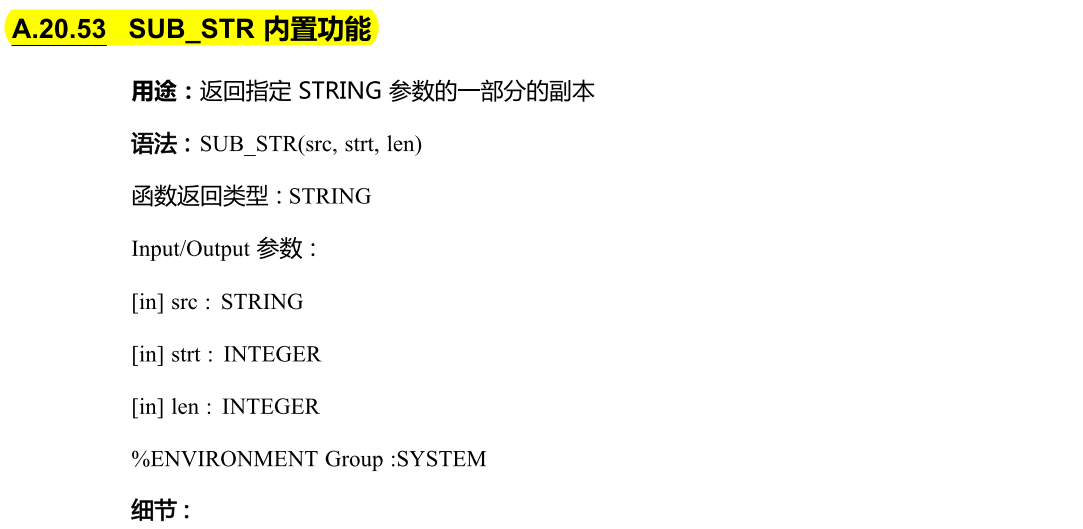 A.20.53 SUB_STR 内置功能
用途：返回指定 STRING 参数的一部分的副本
语法：SUB_STR(src, strt, len)
函数返回类型：STRING
Input/Output 参数：
[in] src : STRING
[in] strt : INTEGER
[in] len : INTEGER
%ENVIRONMENT Group :SYSTEM
细节：